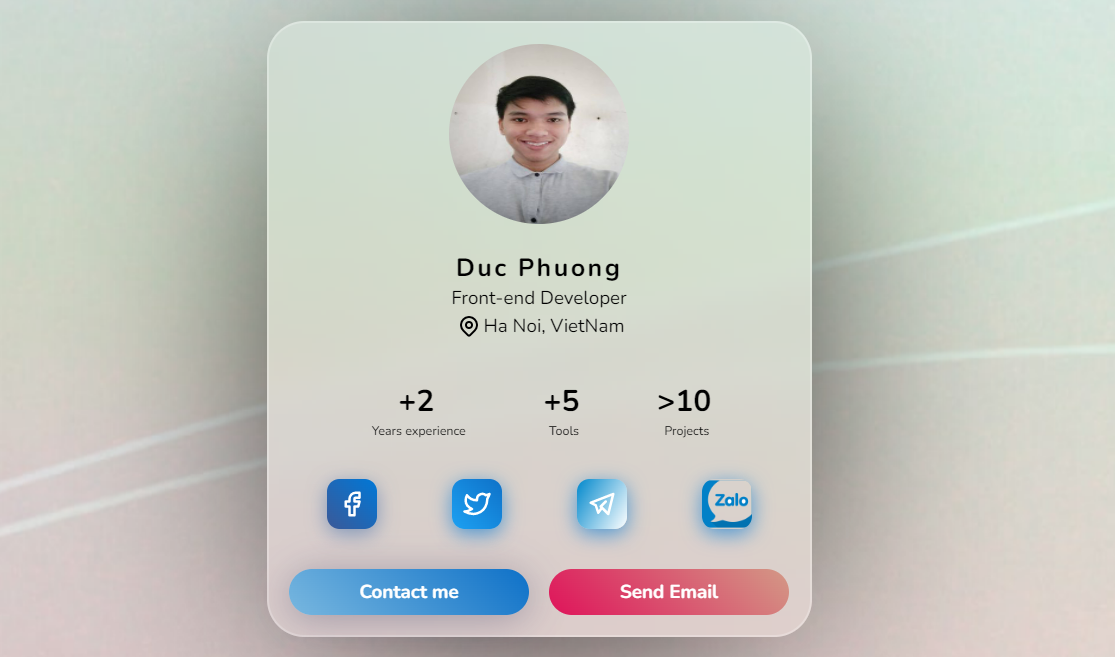 Duc Phuong
Front-end Developer
Ha Noi, VietNam
+2
Years experience
+5
Tools
>10
Projects
Zalo
Contact me
Send Email